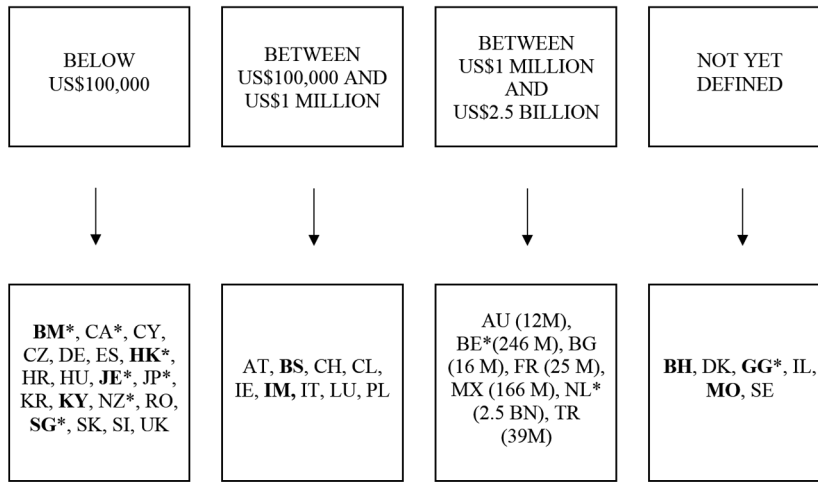 BELOW
US$100,000
BETWEEN
US$100,000 AND
US$1 MILLION
BETWEEN
US$1 MILLION
AND
US$2.5 BILLION
NOT YET
DEFINED
BM*, CA*, CY,
CZ, DE, ES, HK*,
HR, HU, JE*, JP*,
KR, KY, NZ*, RO,
SG*, SK, SI, UK
AT, BS, CH, CL,
IE, IM, IT, LU, PL
AU (12M),
BE*(246 M), BG
(16 M), FR (25 M),
MX (166 M), NL*
(2.5 BN), TR
(39M)
BH, DK, GG*, IL,
MO, SE